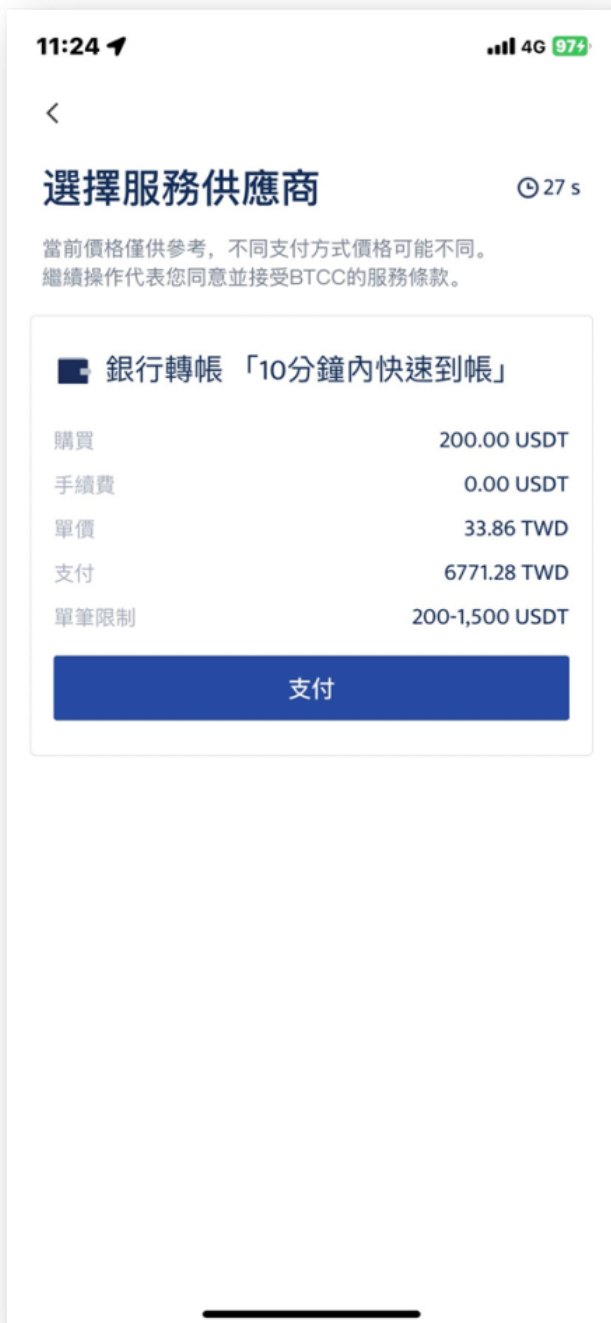 11:24
4G 97
選擇服務供應商
27 s
當前價格僅供參考，不同支付方式價格可能不同。
繼續操作代表您同意並接受BTCC的服務條款。
銀行轉帳 「10分鐘內快速到帳」
購買 200.00 USDT
手續費 0.00 USDT
單價 33.86 TWD
支付 6771.28 TWD
單筆限制 200-1,500 USDT
支付